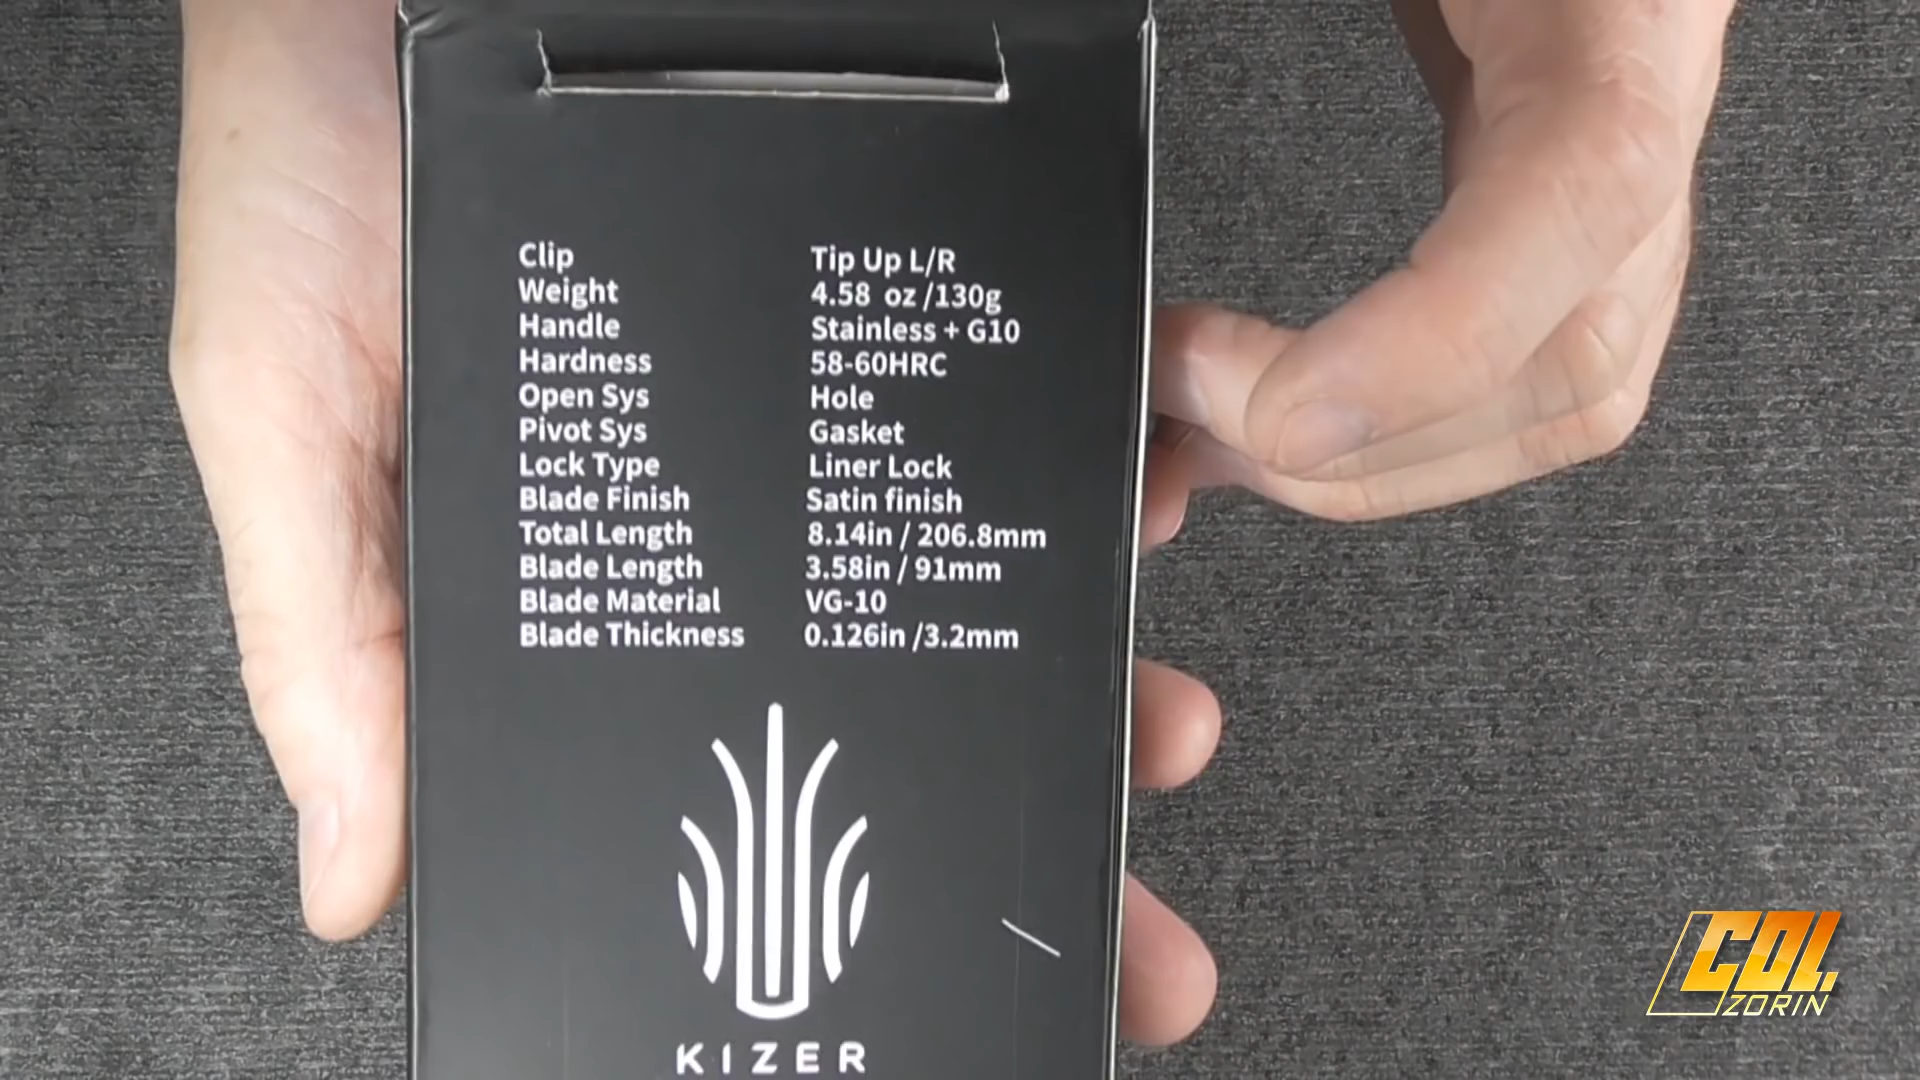 Clip Tip Up L/R
Weight 4.58 oz /130g
Handle Stainless + G10
Hardness 58-60HRC
Open Sys Hole
Pivot Sys Gasket
Lock Type Liner Lock
Blade Finish Satin finish
Total Length 8.14in / 206.8mm
Blade Length 3.58in / 91mm
Blade Material VG-10
Blade Thickness 0.126in /3.2mm
KIZER
COL.
ZORIN